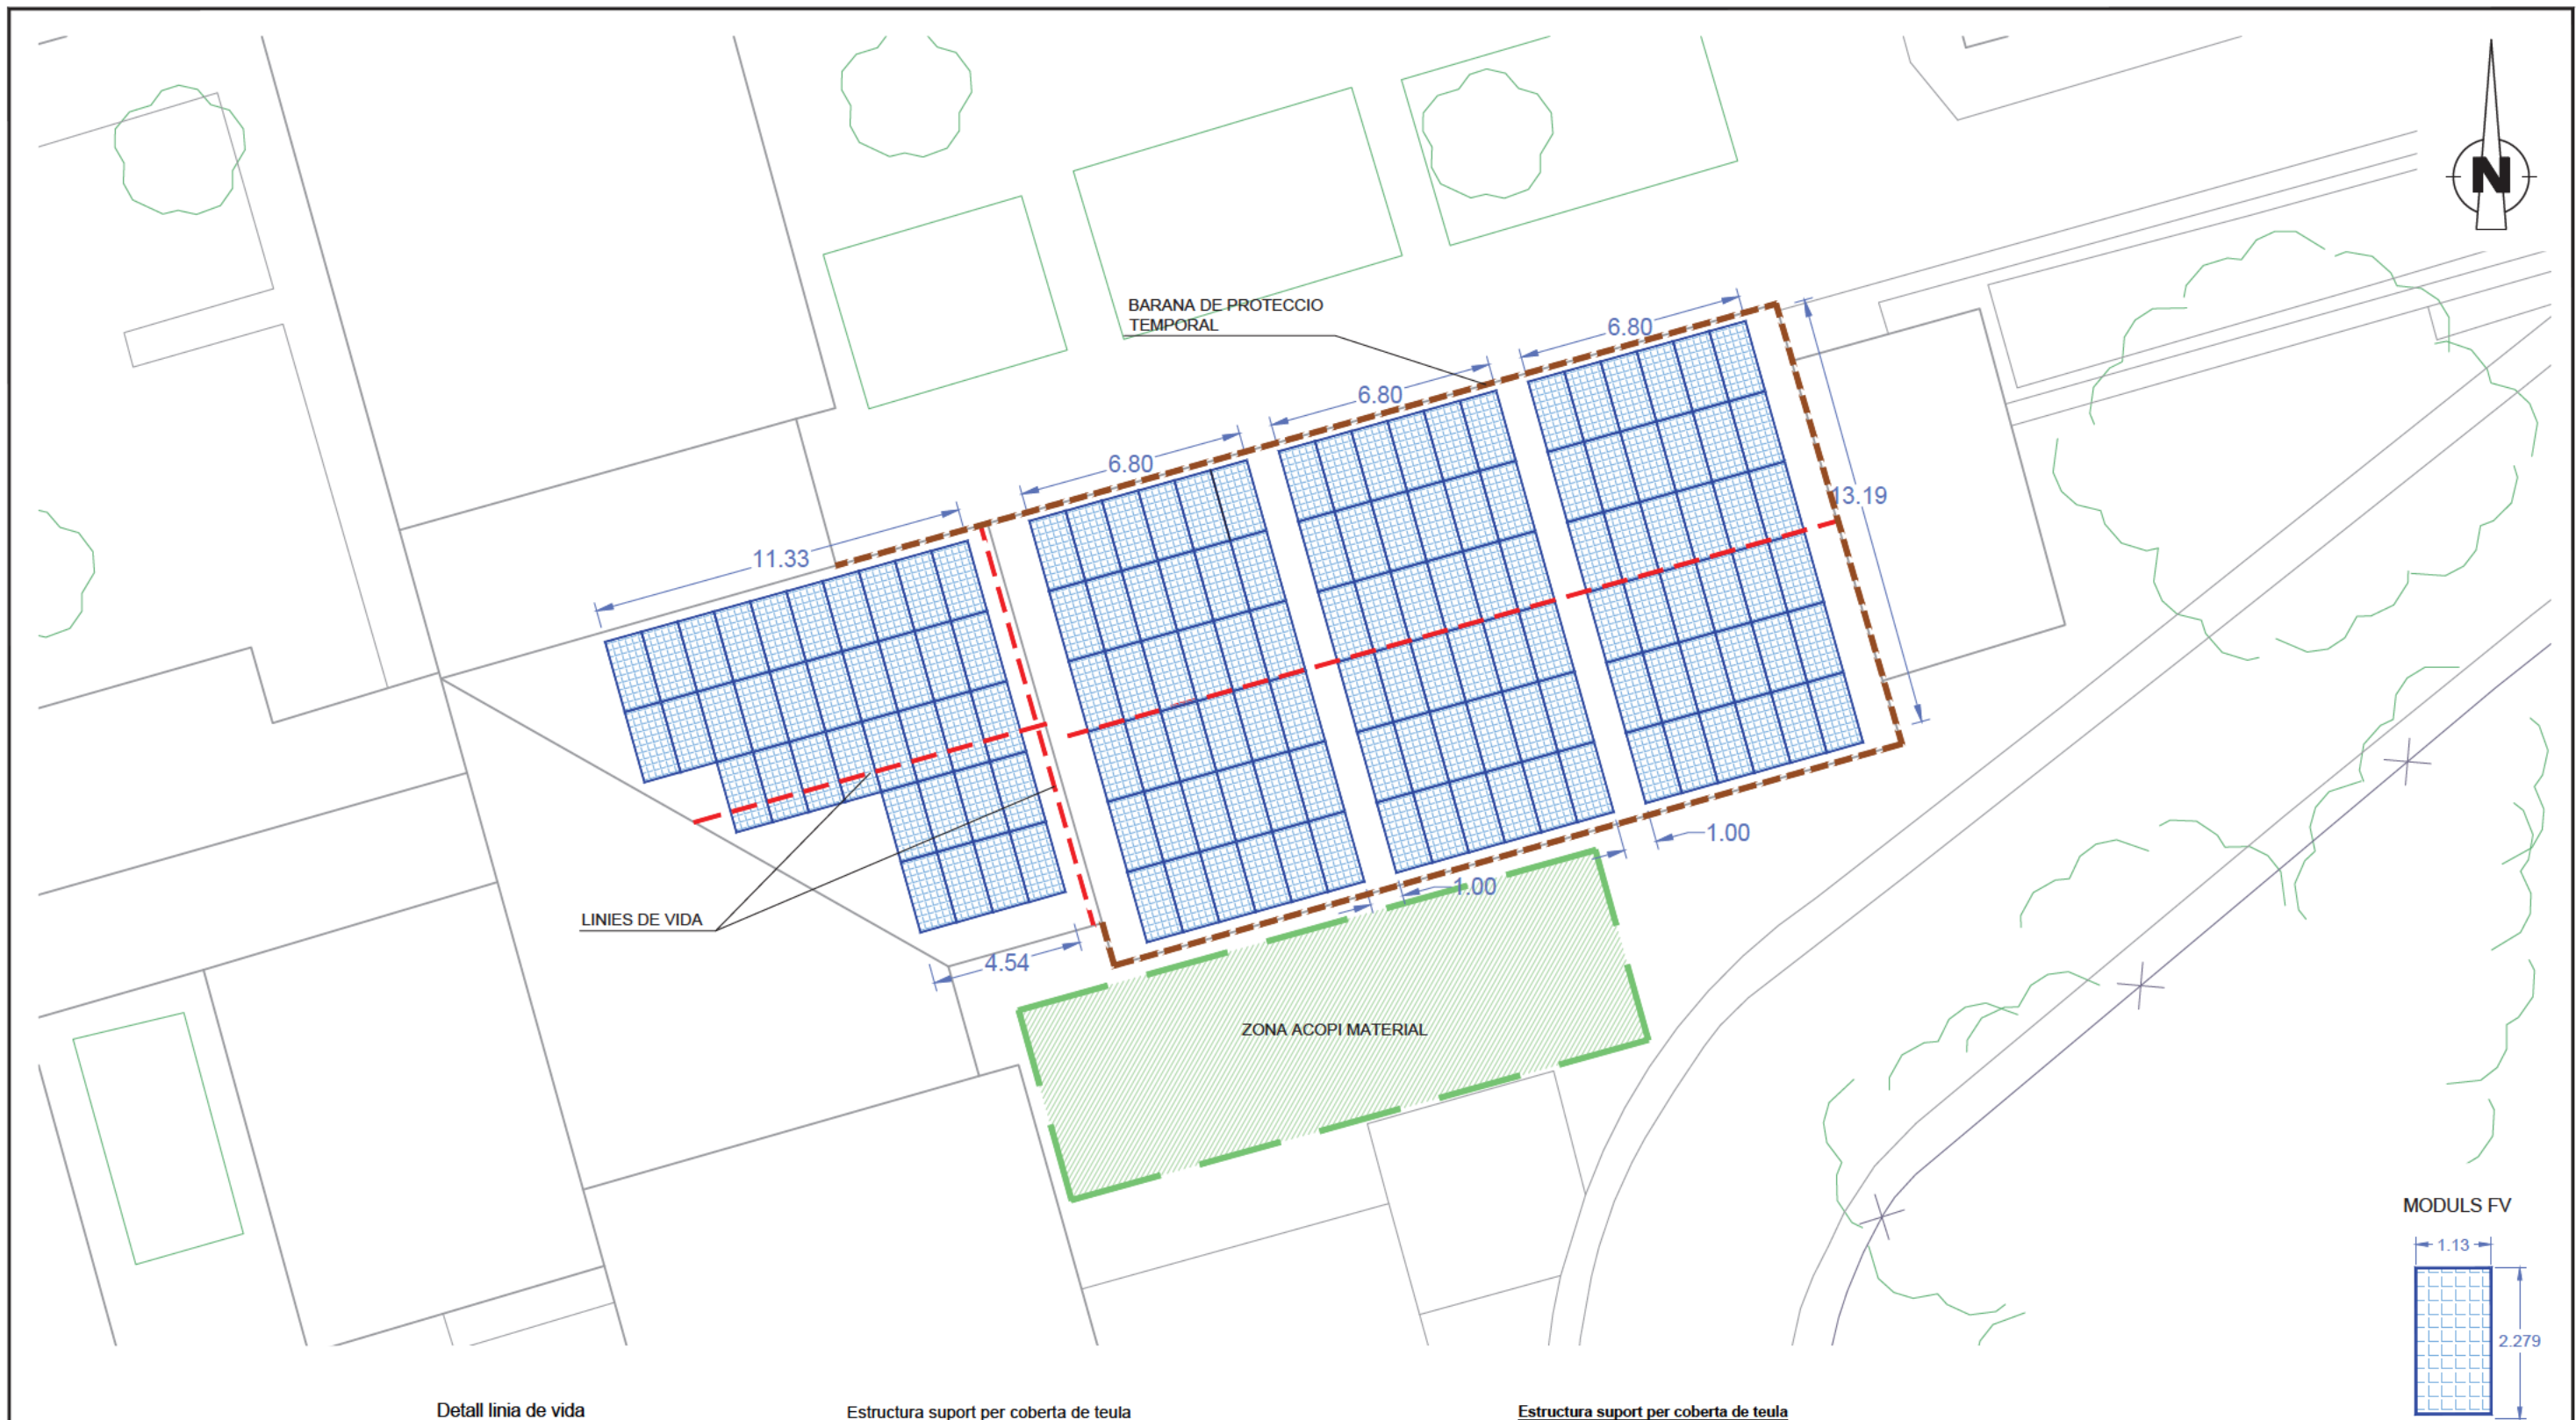 N
BARANA DE PROTECCIO
TEMPORAL
6.80
6.80
6.80
13.19
11.33
1.00
1.00
LINIES DE VIDA
4.54
ZONA ACOPI MATERIAL
MODULS FV
1.13
2.279
Detall linia de vida
Estructura suport per coberta de teula
Estructura suport per coberta de teula